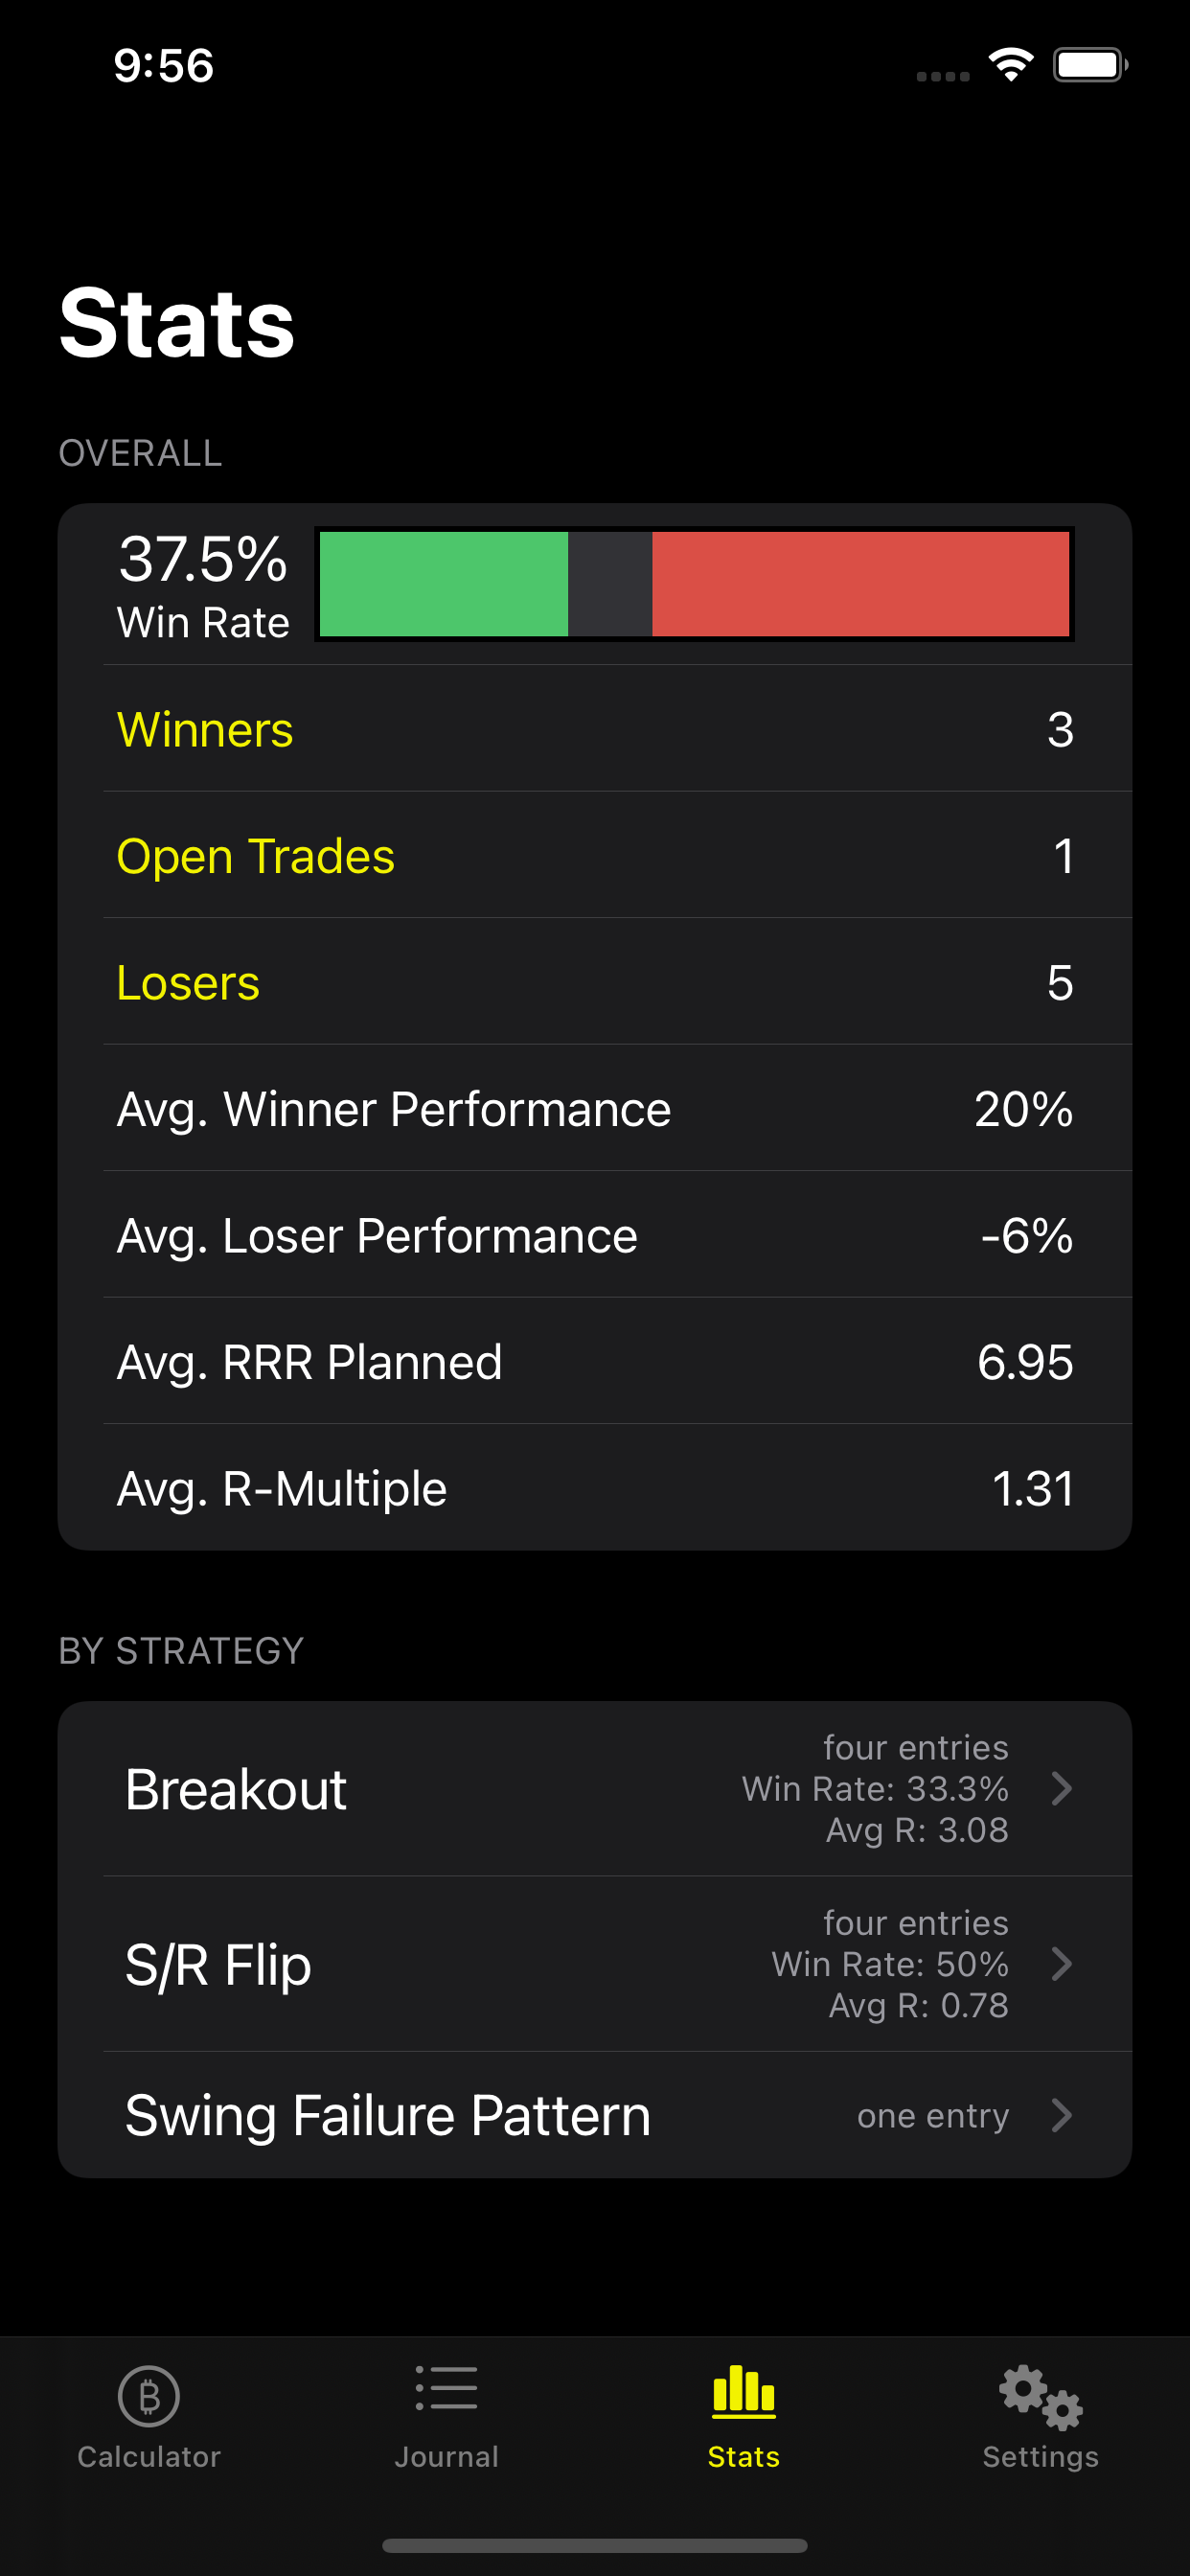 9:56
Stats
OVERALL
37.5%
Win Rate
Winners 3
Open Trades 1
Losers 5
Avg. Winner Performance 20%
Avg. Loser Performance -6%
Avg. RRR Planned 6.95
Avg. R-Multiple 1.31
BY STRATEGY
Breakout
four entries
Win Rate: 33.3%
Avg R: 3.08
S/R Flip
four entries
Win Rate: 50%
Avg R: 0.78
Swing Failure Pattern one entry
Calculator Journal Stats Settings